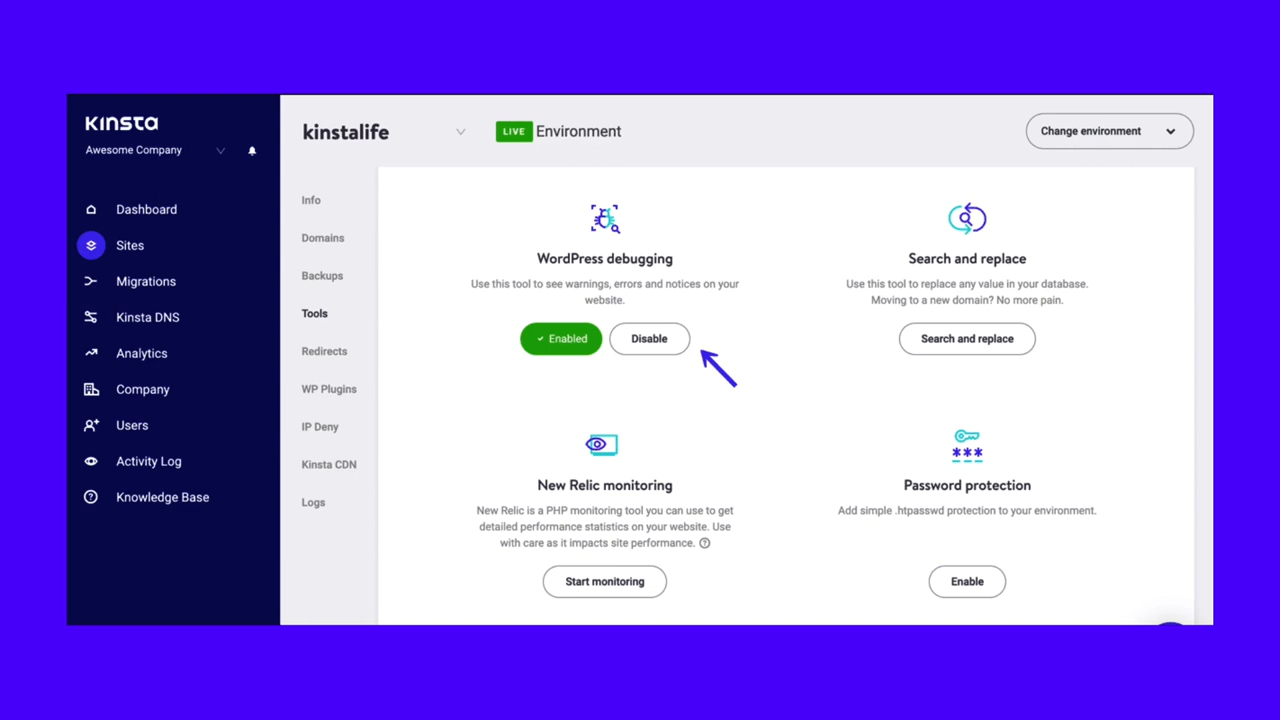 Kinsta
Awesome Company
Dashboard
Sites
Migrations
Kinsta DNS
Analytics
Company
Users
Activity Log
Knowledge Base
kinstalife
LIVE Environment
Change environment
Info
Domains
Backups
Tools
Redirects
WP Plugins
IP Deny
Kinsta CDN
Logs
WordPress debugging
Use this tool to see warnings, errors and notices on your
website.
Enabled
Disable
Search and replace
Use this tool to replace any value in your database.
Moving to a new domain? No more pain.
Search and replace
New Relic monitoring
New Relic is a PHP monitoring tool you can use to get
detailed performance statistics on your website. Use
with care as it impacts site performance. ?
Start monitoring
***
Password protection
Add simple .htpasswd protection to your environment.
Enable